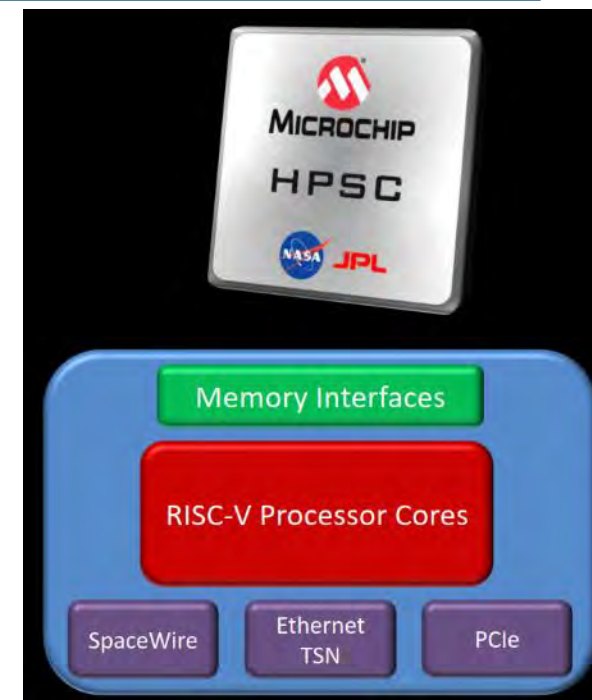 MICROCHIP
HPSC
NASA JPL
Memory Interfaces
RISC-V Processor Cores
SpaceWire
Ethernet
TSN
PCIe